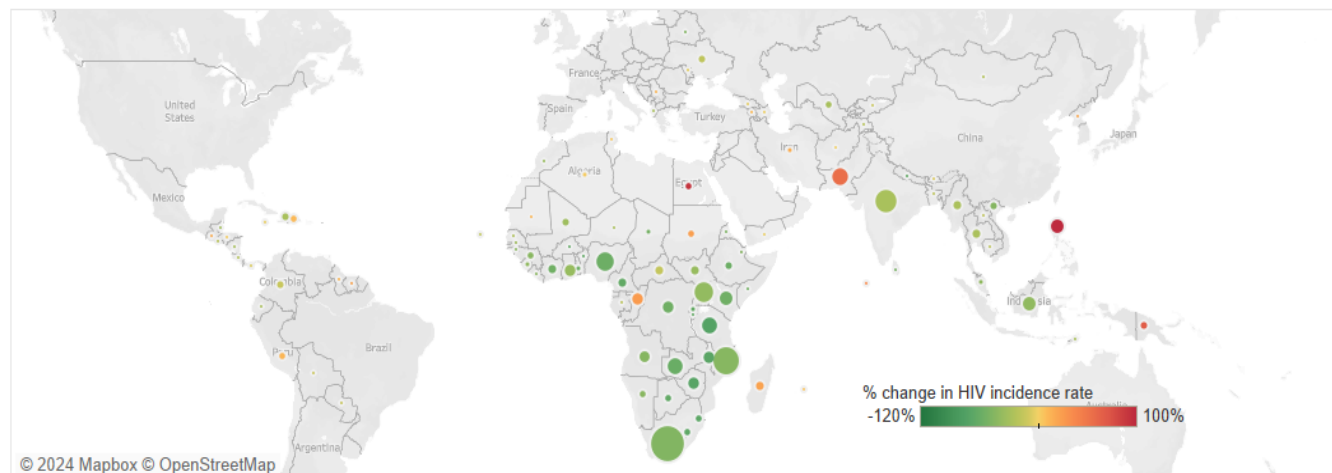 France
United
States
Spain
Turkey
China
Japan
Iran
Algeria
Egypt
Mexico
Colombia
Indonesia
Peru
Brazil
% change in HIV incidence rate
-120%
100%
Australia
Argentina
© 2024 Mapbox © OpenStreetMap